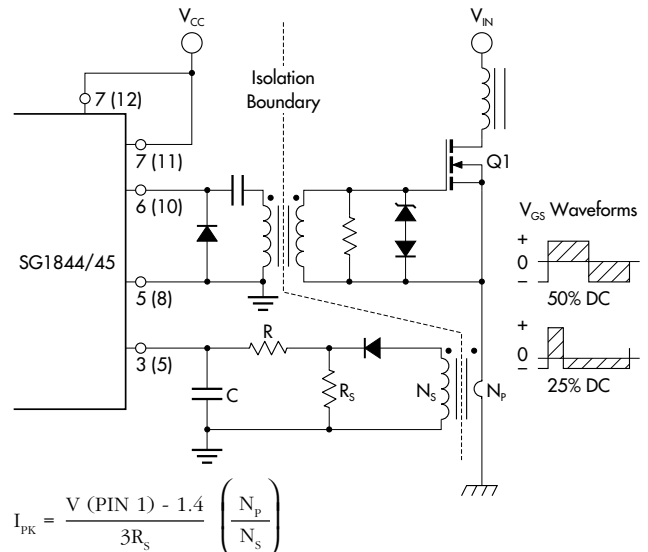 V_CC
V_IN
Isolation
Boundary
7 (12)
7 (11)
Q1
6 (10)
V_GS Waveforms
+
0
–
50% DC
SG1844/45
5 (8)
R
3 (5)
+
0
–
25% DC
C
R_S
N_S
N_P
I_PK = V (PIN 1) - 1.4 / 3R_S (N_P / N_S)